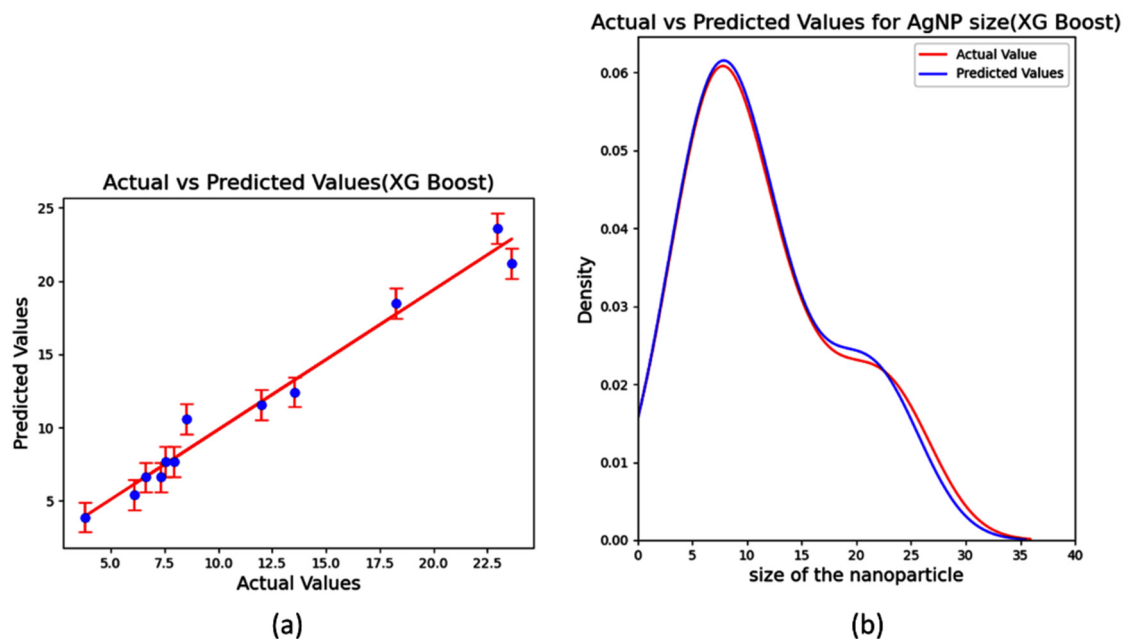 Actual vs Predicted Values(XG Boost)
25
20
15
10
5
Predicted Values
5.0 7.5 10.0 12.5 15.0 17.5 20.0 22.5
Actual Values
(a)
Actual vs Predicted Values for AgNP size(XG Boost)
Actual Value
Predicted Values
0.06
0.05
0.04
0.03
0.02
0.01
0.00
Density
0 5 10 15 20 25 30 35 40
size of the nanoparticle
(b)